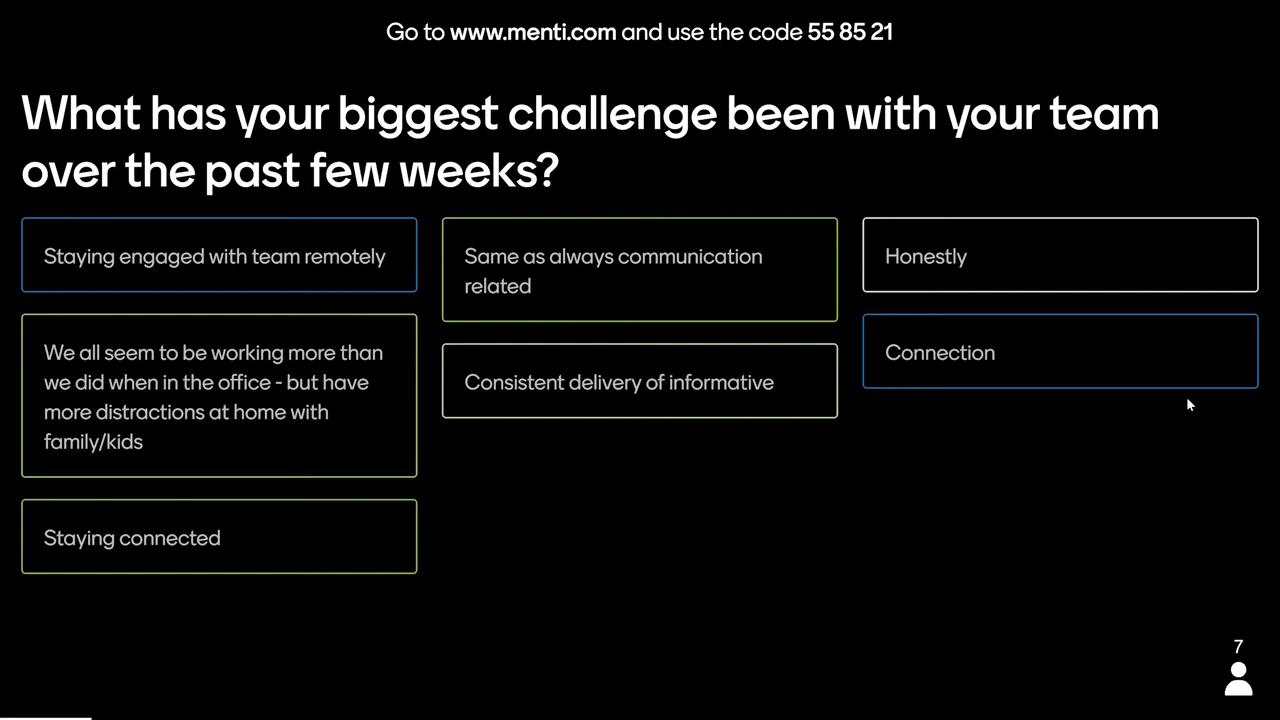 Go to www.menti.com and use the code 55 85 21
What has your biggest challenge been with your team
over the past few weeks?
Staying engaged with team remotely
We all seem to be working more than
we did when in the office - but have
more distractions at home with
family/kids
Staying connected
Same as always communication
related
Consistent delivery of informative
Honestly
Connection
7